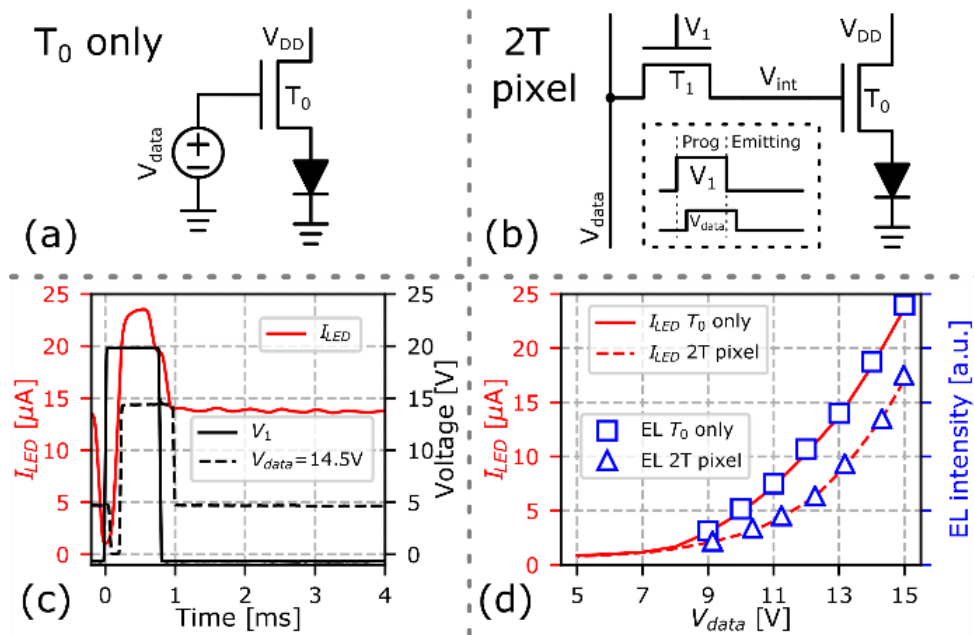 T0 only
VDD
T0
Vdata
+
−
(a)
2T
pixel
V1
T1
Vint
VDD
T0
Prog Emitting
V1
Vdata
Vdata
(b)
25
20
15
10
5
0
ILED [μA]
ILED
V1
Vdata=14.5V
25
20
15
10
5
0
Voltage [V]
0 1 2 3 4
Time [ms]
(c)
25
20
15
10
5
0
ILED [μA]
ILED T0 only
ILED 2T pixel
EL T0 only
EL 2T pixel
EL intensity [a.u.]
5 7 9 11 13 15
Vdata [V]
(d)